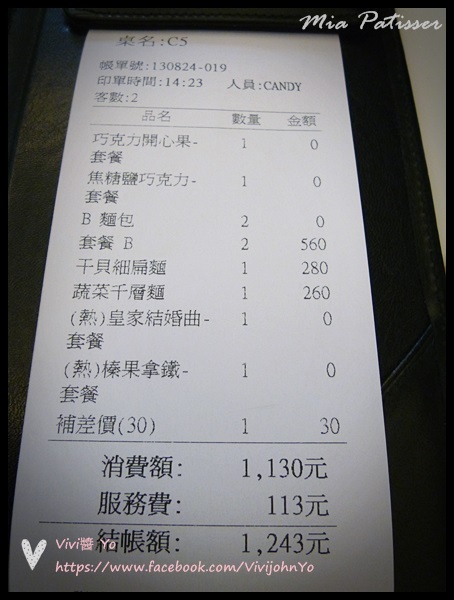 Mia Patisser
桌名:C5
帳單號:130824-019
印單時間:14:23 人員:CANDY
客數:2
品名 數量 金額
巧克力開心果- 1 0
套餐
焦糖鹽巧克力- 1 0
套餐
B 麵包 2 0
套餐 B 2 560
干貝細扁麵 1 280
蔬菜千層麵 1 260
(熱)皇家結婚曲- 1 0
套餐
(熱)榛果拿鐵- 1 0
套餐
補差價(30) 1 30
消費額: 1,130元
服務費: 113元
結帳額: 1,243元
Vivi醬 Yo
https://www.facebook.com/VivijohnYo